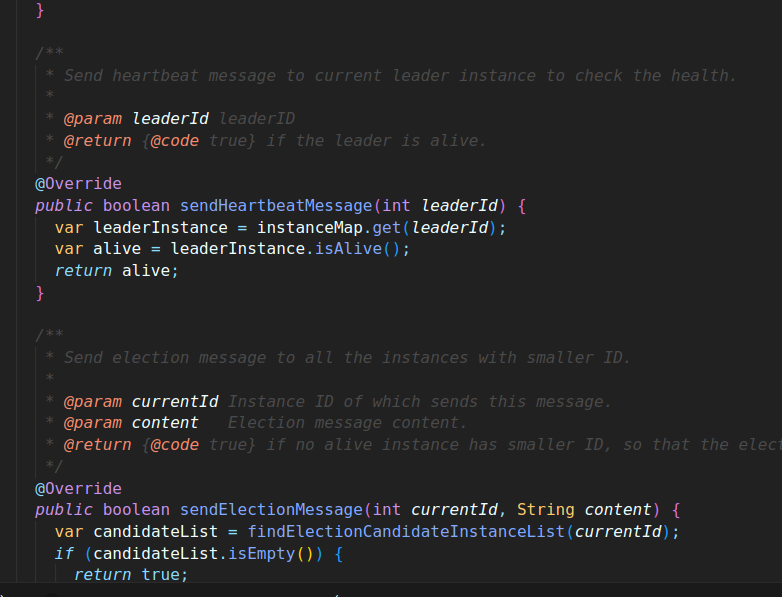 }
/**
 * Send heartbeat message to current leader instance to check the health.
 *
 * @param leaderId leaderID
 * @return {@code true} if the leader is alive.
 */
@Override
public boolean sendHeartbeatMessage(int leaderId) {
  var leaderInstance = instanceMap.get(leaderId);
  var alive = leaderInstance.isAlive();
  return alive;
}
/**
 * Send election message to all the instances with smaller ID.
 *
 * @param currentId Instance ID of which sends this message.
 * @param content   Election message content.
 * @return {@code true} if no alive instance has smaller ID, so that the elect
 */
@Override
public boolean sendElectionMessage(int currentId, String content) {
  var candidateList = findElectionCandidateInstanceList(currentId);
  if (candidateList.isEmpty()) {
    return true;